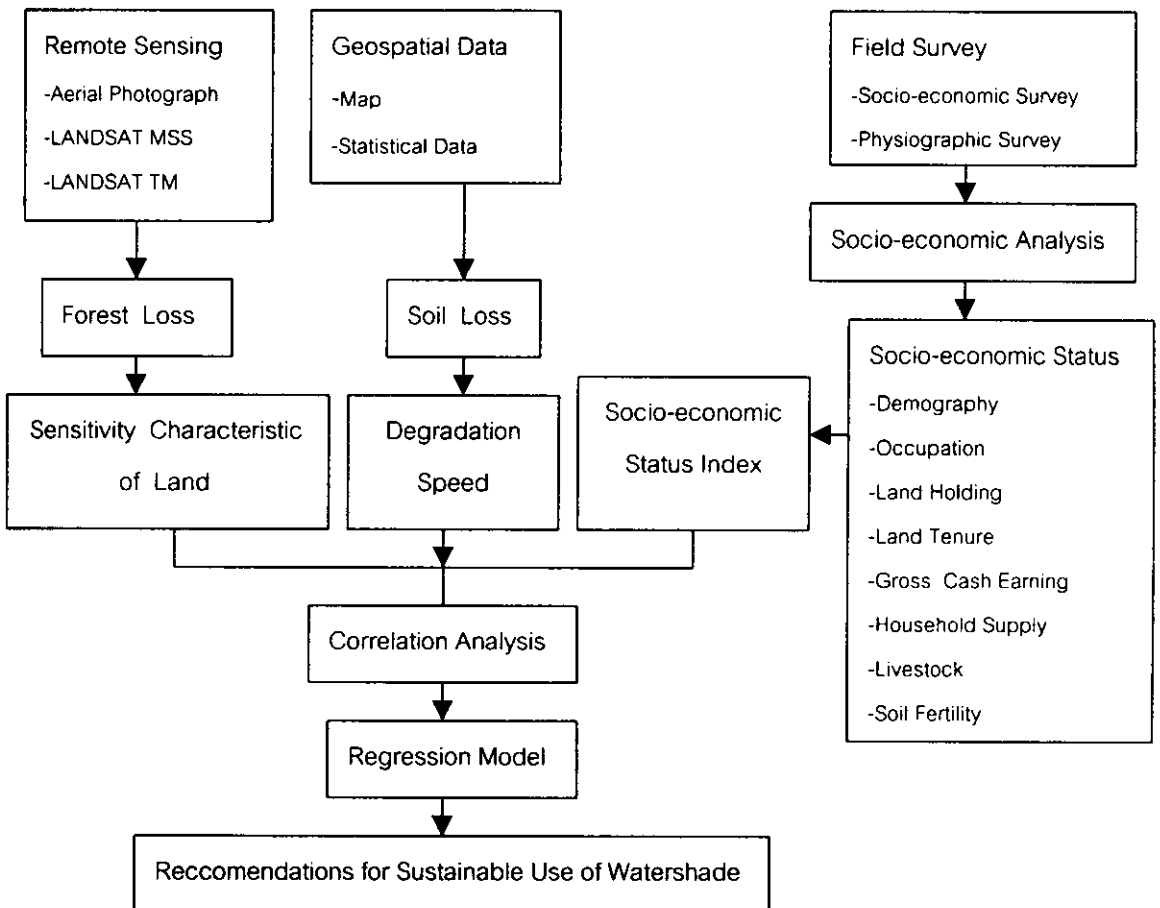 Remote Sensing
-Aerial Photograph
-LANDSAT MSS
-LANDSAT TM
Geospatial Data
-Map
-Statistical Data
Field Survey
-Socio-economic Survey
-Physiographic Survey
Socio-economic Analysis
Forest Loss
Soil Loss
Socio-economic Status
-Demography
-Occupation
-Land Holding
-Land Tenure
-Gross Cash Earning
-Household Supply
-Livestock
-Soil Fertility
Sensitivity Characteristic
of Land
Degradation
Speed
Socio-economic
Status Index
Correlation Analysis
Regression Model
Reccomendations for Sustainable Use of Watershade